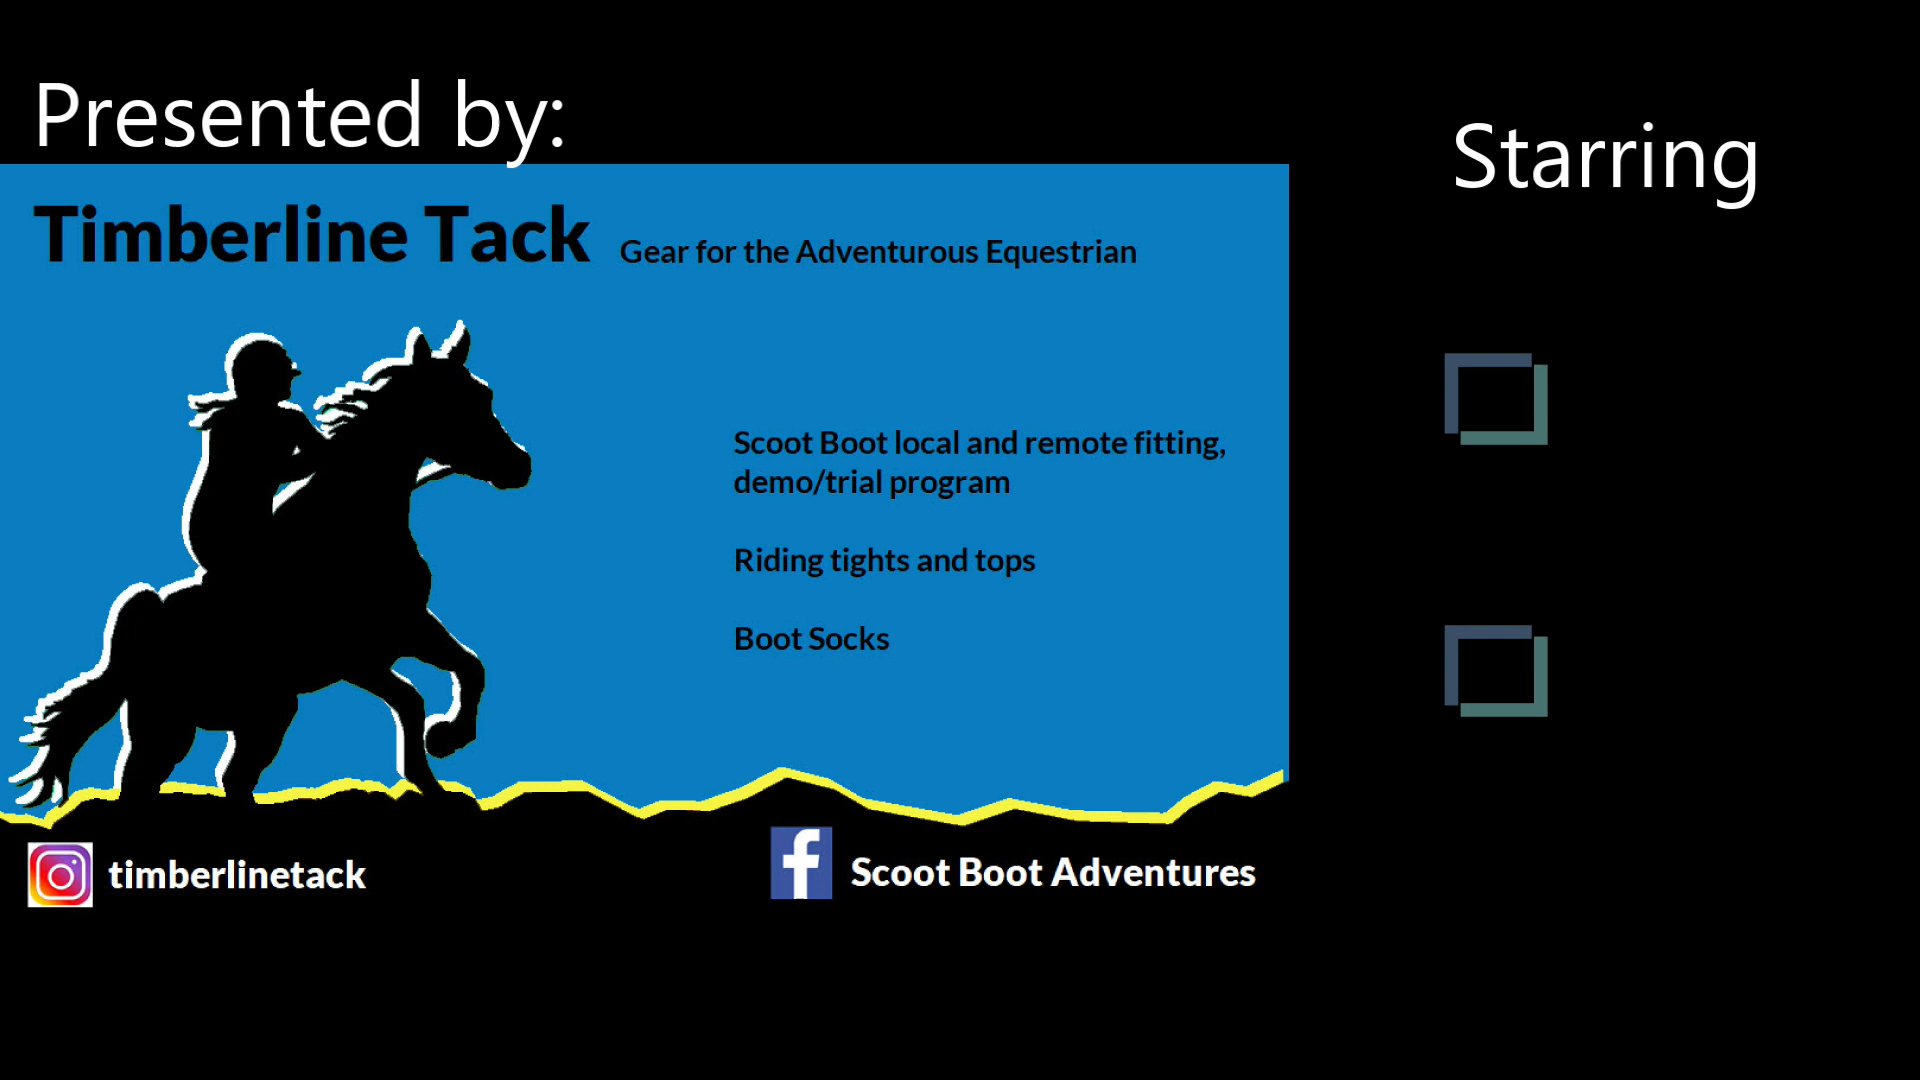 Presented by:
Starring
Timberline Tack
Gear for the Adventurous Equestrian
Scoot Boot local and remote fitting,
demo/trial program
Riding tights and tops
Boot Socks
timberlinetack
Scoot Boot Adventures